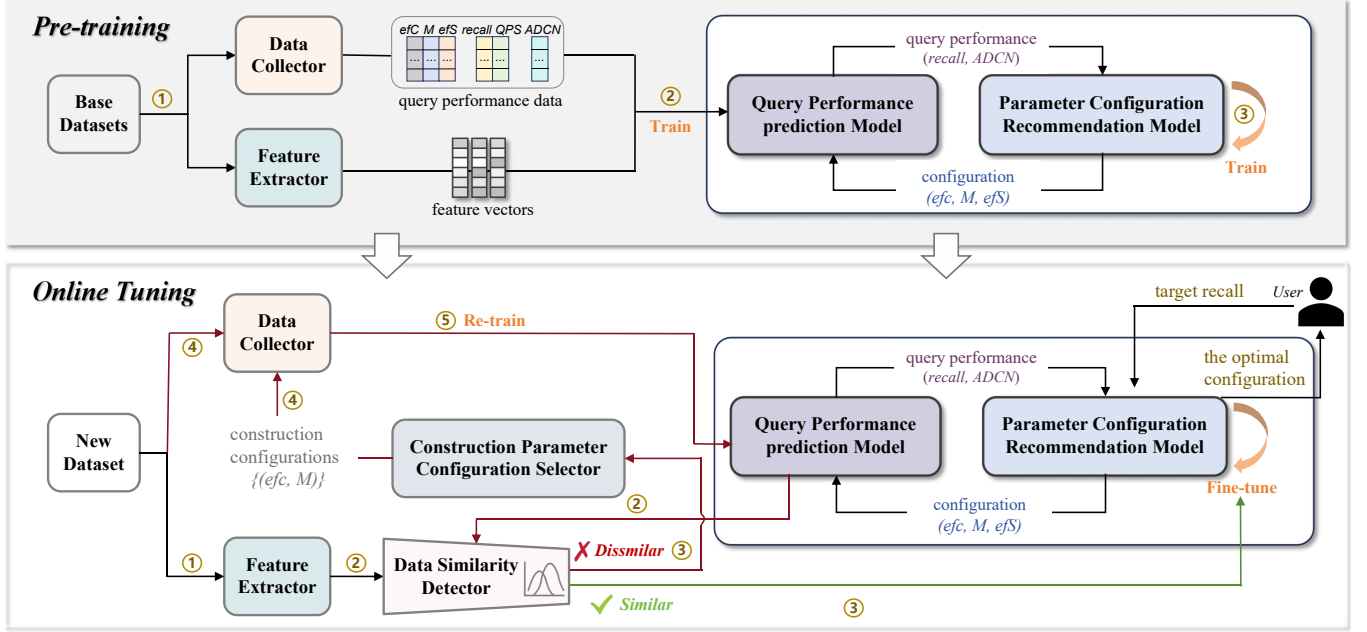 Pre-training
Base
Datasets
①
Data
Collector
efC M efS recall QPS ADCN
... ... ... ... ... ...
query performance data
Feature
Extractor
feature vectors
②
Train
query performance
(recall, ADCN)
Query Performance
prediction Model
Parameter Configuration
Recommendation Model
③
Train
configuration
(efc, M, efS)
Online Tuning
New
Dataset
④
Data
Collector
⑤ Re-train
④
construction
configurations
{(efc, M)}
Construction Parameter
Configuration Selector
①
Feature
Extractor
②
Data Similarity
Detector
②
✗ Dissmilar ③
✓ Similar
③
target recall
User
the optimal
configuration
query performance
(recall, ADCN)
Query Performance
prediction Model
Parameter Configuration
Recommendation Model
Fine-tune
configuration
(efc, M, efS)